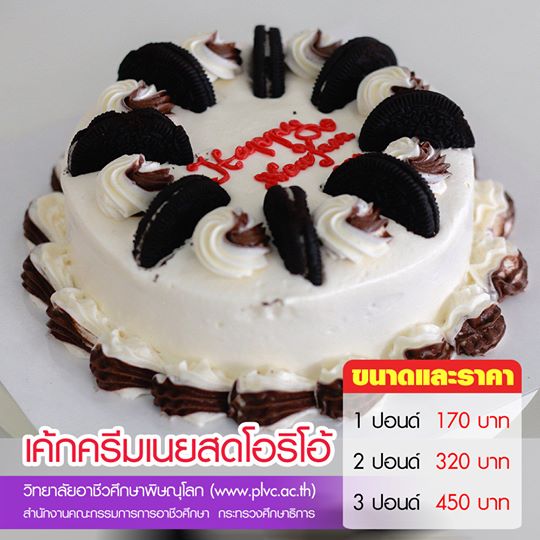 Happy
To
New Year
เค้กครีมเนยสดโอริโอ้
วิทยาลัยอาชีวศึกษาพิษณุโลก (www.plvc.ac.th)
สำนักงานคณะกรรมการการอาชีวศึกษา กระทรวงศึกษาธิการ
ขนาดและราคา
1 ปอนด์ 170 บาท
2 ปอนด์ 320 บาท
3 ปอนด์ 450 บาท